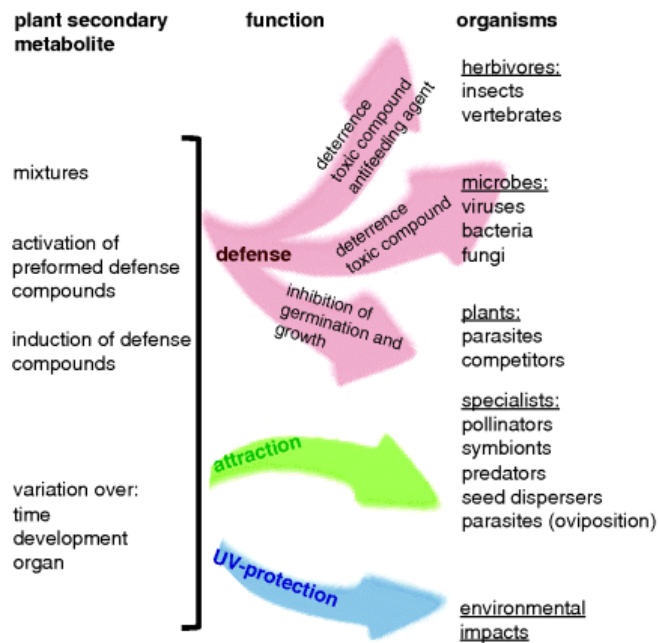 plant secondary
metabolite
function
organisms
mixtures
activation of
preformed defense
compounds
induction of defense
compounds
variation over:
time
development
organ
defense
deterrence
toxic compound
antifeeding agent
deterrence
toxic compound
inhibition of
germination and
growth
attraction
UV-protection
herbivores:
insects
vertebrates
microbes:
viruses
bacteria
fungi
plants:
parasites
competitors
specialists:
pollinators
symbionts
predators
seed dispersers
parasites (oviposition)
environmental
impacts